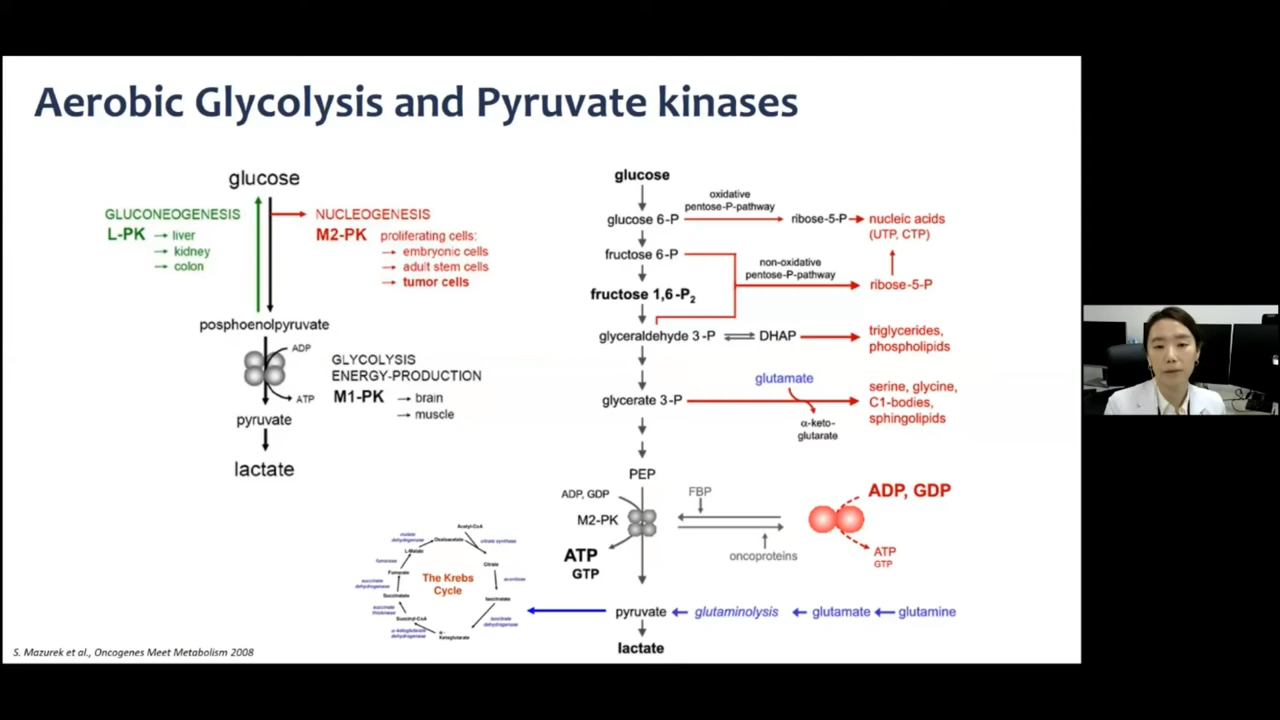 Aerobic Glycolysis and Pyruvate kinases
glucose
GLUCONEOGENESIS
L-PK → liver
→ kidney
→ colon
NUCLEOGENESIS
M2-PK proliferating cells:
→ embryonic cells
→ adult stem cells
→ tumor cells
posphoenolpyruvate
ADP
ATP
GLYCOLYSIS
ENERGY-PRODUCTION
M1-PK → brain
→ muscle
pyruvate
lactate
glucose
glucose 6-P
oxidative
pentose-P-pathway
ribose-5-P
nucleic acids
(UTP, CTP)
fructose 6-P
non-oxidative
pentose-P-pathway
ribose-5-P
fructose 1,6-P₂
glyceraldehyde 3-P
DHAP
triglycerides,
phospholipids
glutamate
glycerate 3-P
α-keto-
glutarate
serine, glycine,
C1-bodies,
sphingolipids
PEP
ADP, GDP
M2-PK
ATP
GTP
FBP
oncoproteins
ADP, GDP
ATP
GTP
The Krebs
Cycle
Acetyl-CoA
citrate synthase
Citrate
aconitase
Isocitrate
isocitrate
dehydrogenase
α-
Ketoglutarate
α-ketoglutarate
dehydrogenase
Succinyl-CoA
succinate
thiokinase
Succinate
succinate
dehydrogenase
Fumarate
fumarase
L-Malate
malate
dehydrogenase
Oxaloacetate
pyruvate
glutaminolysis
glutamate
glutamine
lactate
S. Mazurek et al., Oncogenes Meet Metabolism 2008